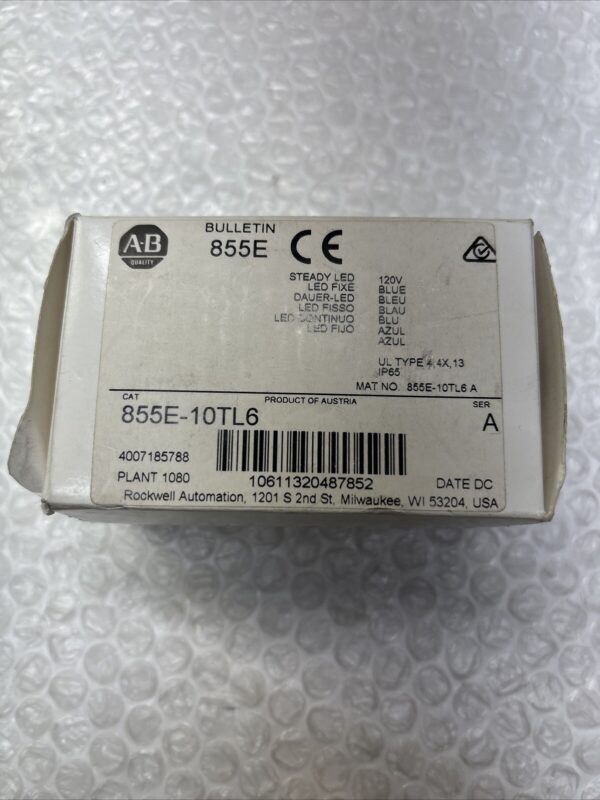 BULLETIN
A-B
QUALITY
855E CE
STEADY LED 120V
LED FIXE BLUE
DAUER-LED BLEU
LED FISSO BLAU
LED CONTINUO BLU
LED FIJO AZUL
AZUL
UL TYPE 4,4X,13
IP65
MAT NO. 855E-10TL6 A
CAT PRODUCT OF AUSTRIA SER
855E-10TL6 A
4007185788
PLANT 1080 10611320487852 DATE DC
Rockwell Automation, 1201 S 2nd St, Milwaukee, WI 53204, USA